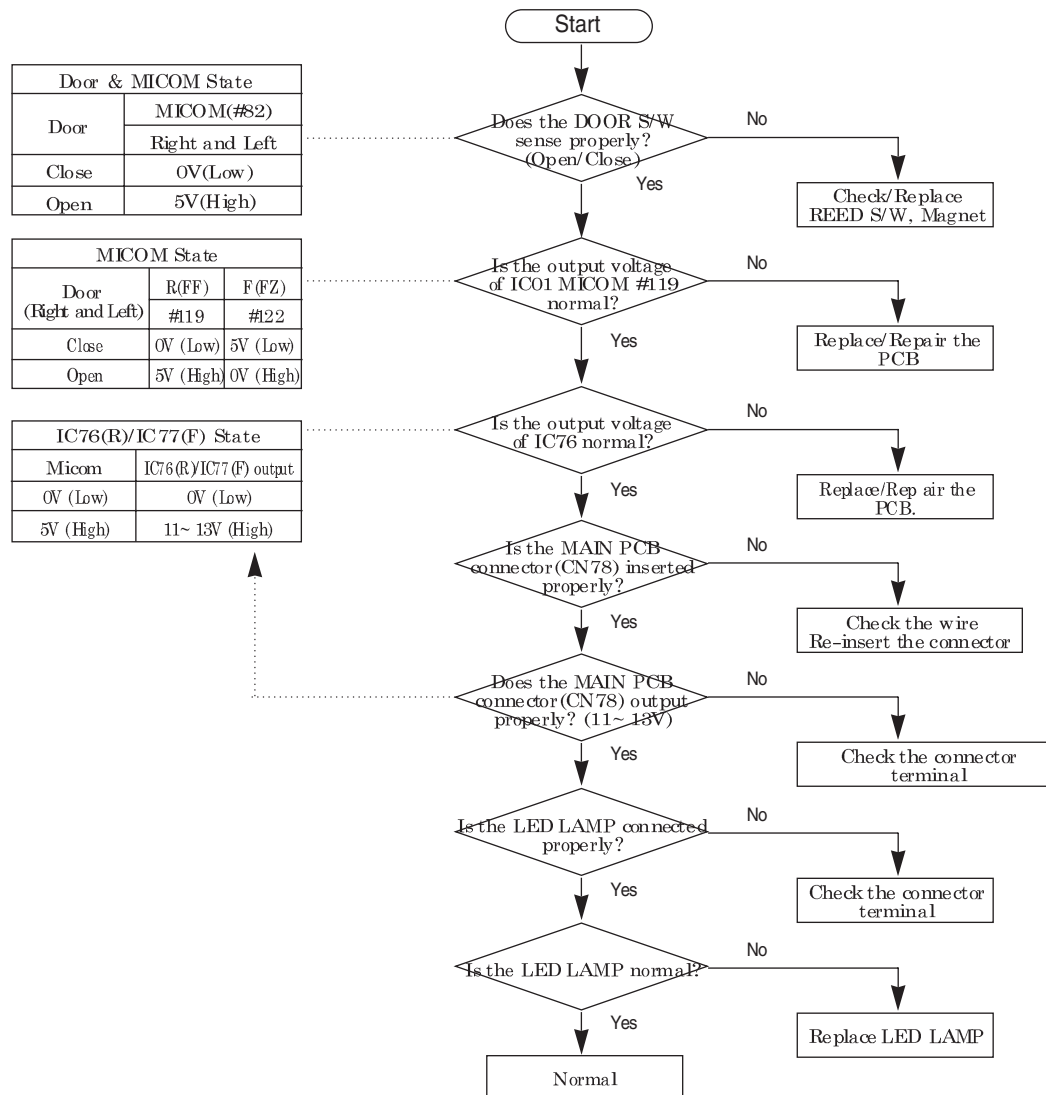 Start
Door & MICOM State
Door
MICOM(#82)
Right and Left
Close
0V(Low)
Open
5V(High)
Does the DOOR S/W
sense properly?
(Open/Close)
No
Yes
Check/Replace
REED S/W, Magnet
MICOM State
Door
(Right and Left)
R(FF)
F(FZ)
#119
#122
Close
0V (Low)
5V (Low)
Open
5V (High)
0V (High)
Is the output voltage
of IC01 MICOM #119
normal?
No
Yes
Replace/Repair the
PCB
IC76(R)/IC77(F) State
Micom
IC76(R)/IC77(F) output
0V (Low)
0V (Low)
5V (High)
11~ 13V (High)
Is the output voltage
of IC76 normal?
No
Yes
Replace/Rep air the
PCB.
Is the MAIN PCB
connector(CN78) inserted
properly?
No
Yes
Check the wire
Re-insert the connector
Does the MAIN PCB
connector(CN78) output
properly? (11~ 13V)
No
Yes
Check the connector
terminal
Is the LED LAMP connected
properly?
No
Yes
Check the connector
terminal
Is the LED LAMP normal?
No
Yes
Replace LED LAMP
Normal